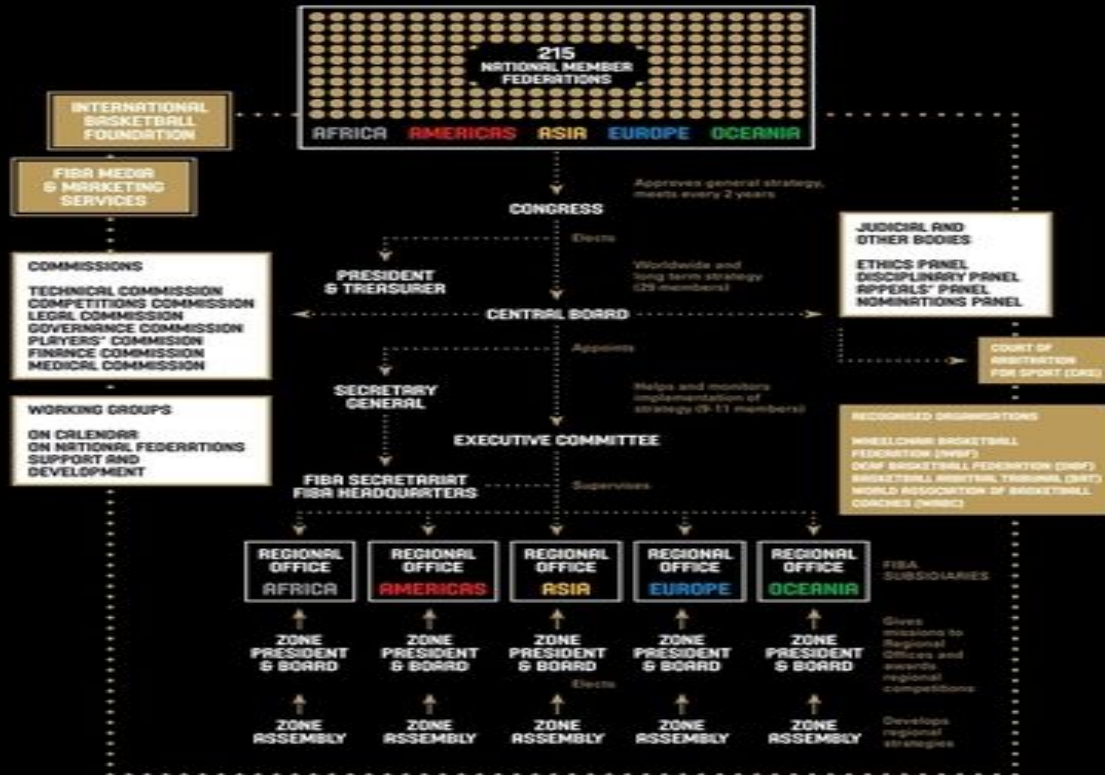 215
NATIONAL MEMBER
FEDERATIONS
AFRICA AMERICAS ASIA EUROPE OCEANIA
INTERNATIONAL
BASKETBALL
FOUNDATION
FIBA MEDIA
& MARKETING
SERVICES
Approves general strategy,
meets every 2 years
CONGRESS
Elects
PRESIDENT
& TREASURER
Worldwide and
long term strategy
(29 members)
CENTRAL BOARD
COMMISSIONS
TECHNICAL COMMISSION
COMPETITIONS COMMISSION
LEGAL COMMISSION
GOVERNANCE COMMISSION
PLAYERS' COMMISION
FINANCE COMMISSION
MEDICAL COMMISSION
JUDICIAL AND
OTHER BODIES
ETHICS PANEL
DISCIPLINARY PANEL
APPEALS' PANEL
NOMINATIONS PANEL
Appoints
COURT OF
ARBITRATION
FOR SPORT (CAS)
SECRETARY
GENERAL
Helps and monitors
implementation of
strategy (9-11 members)
WORKING GROUPS
ON CALENDAR
ON NATIONAL FEDERATIONS
SUPPORT AND
DEVELOPMENT
EXECUTIVE COMMITTEE
RECOGNISED ORGANISATIONS
WHEELCHAIR BASKETBALL
FEDERATION (IWBF)
DEAF BASKETBALL FEDERATION (DIBF)
BASKETBALL ARBITRAL TRIBUNAL (BAT)
WORLD ASSOCIATION OF BASKETBALL
COACHES (WABC)
FIBA SECRETARIAT
FIBA HEADQUARTERS
Supervises
REGIONAL
OFFICE
AFRICA
REGIONAL
OFFICE
AMERICAS
REGIONAL
OFFICE
ASIA
REGIONAL
OFFICE
EUROPE
REGIONAL
OFFICE
OCEANIA
FIBA
SUBSIDIARIES
ZONE
PRESIDENT
& BOARD
ZONE
PRESIDENT
& BOARD
ZONE
PRESIDENT
& BOARD
ZONE
PRESIDENT
& BOARD
ZONE
PRESIDENT
& BOARD
Gives
missions to
Regional
Offices and
awards
regional
competitions
Elects
ZONE
ASSEMBLY
ZONE
ASSEMBLY
ZONE
ASSEMBLY
ZONE
ASSEMBLY
ZONE
ASSEMBLY
Develops
regional
strategies